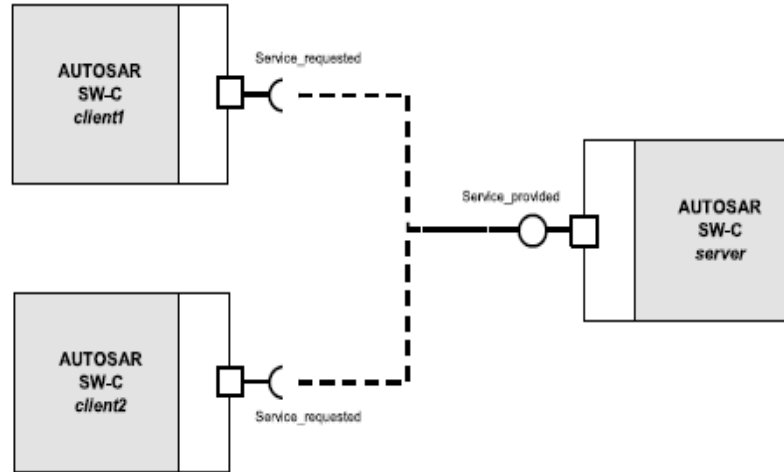 AUTOSAR
SW-C
client1
Service_requested
Service_provided
AUTOSAR
SW-C
server
AUTOSAR
SW-C
client2
Service_requested